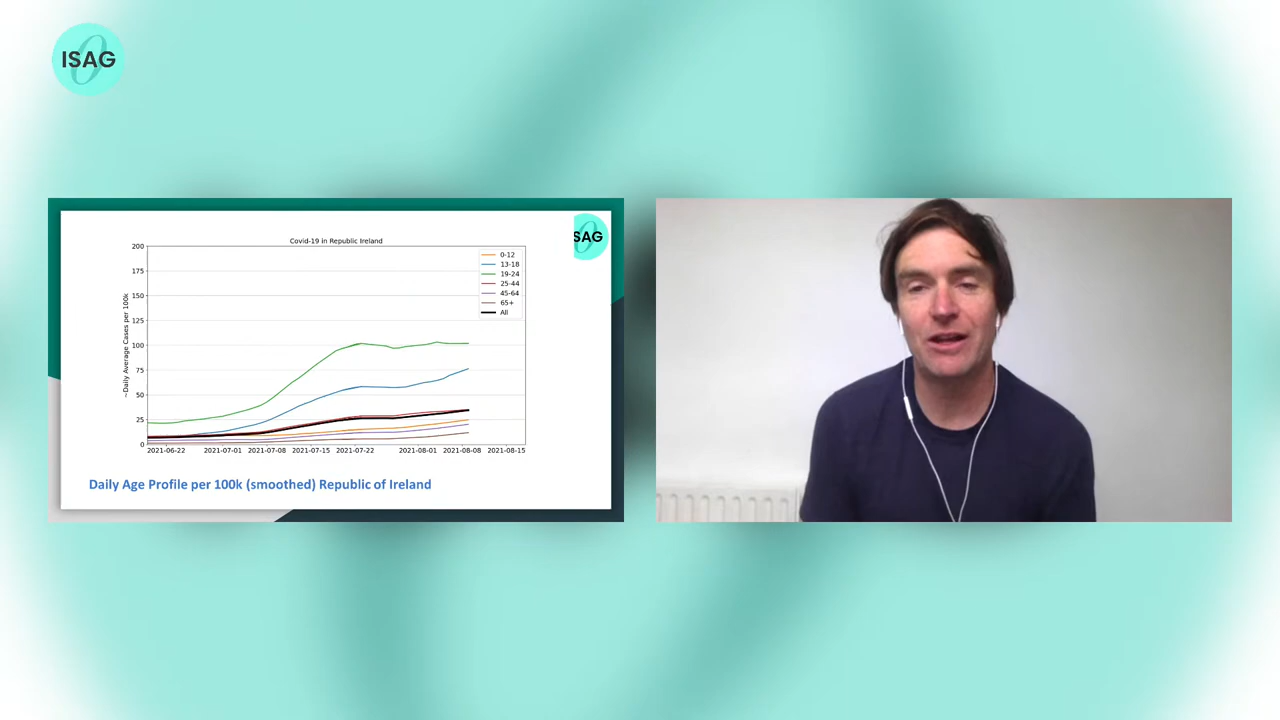 ISAG
ISAG
Covid-19 in Republic Ireland
200
175
150
125
100
75
50
25
0
~Daily Average Cases per 100k
0-12
13-18
19-24
25-44
45-64
65+
All
2021-06-22 2021-07-01 2021-07-08 2021-07-15 2021-07-22 2021-08-01 2021-08-08 2021-08-15
Daily Age Profile per 100k (smoothed) Republic of Ireland